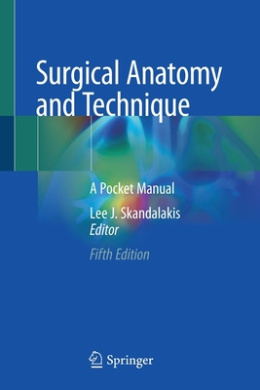 Surgical Anatomy
and Technique
A Pocket Manual
Lee J. Skandalakis
Editor
Fifth Edition
Springer